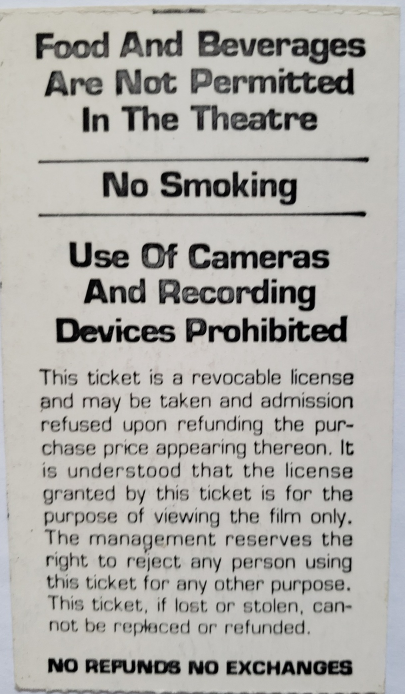 Food And Beverages
Are Not Permitted
In The Theatre
No Smoking
Use Of Cameras
And Recording
Devices Prohibited
This ticket is a revocable license
and may be taken and admission
refused upon refunding the pur-
chase price appearing thereon. It
is understood that the license
granted by this ticket is for the
purpose of viewing the film only.
The management reserves the
right to reject any person using
this ticket for any other purpose.
This ticket, if lost or stolen, can-
not be replaced or refunded.
NO REFUNDS NO EXCHANGES